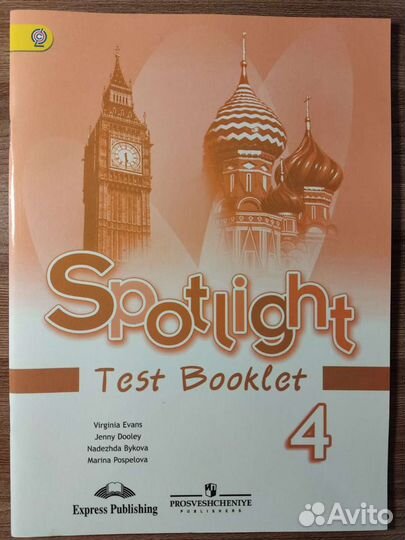 Spotlight
Test Booklet
4
Virginia Evans
Jenny Dooley
Nadezhda Bykova
Marina Pospelova
Express Publishing
PROSVESHCHENIYE
PUBLISHERS
Avito